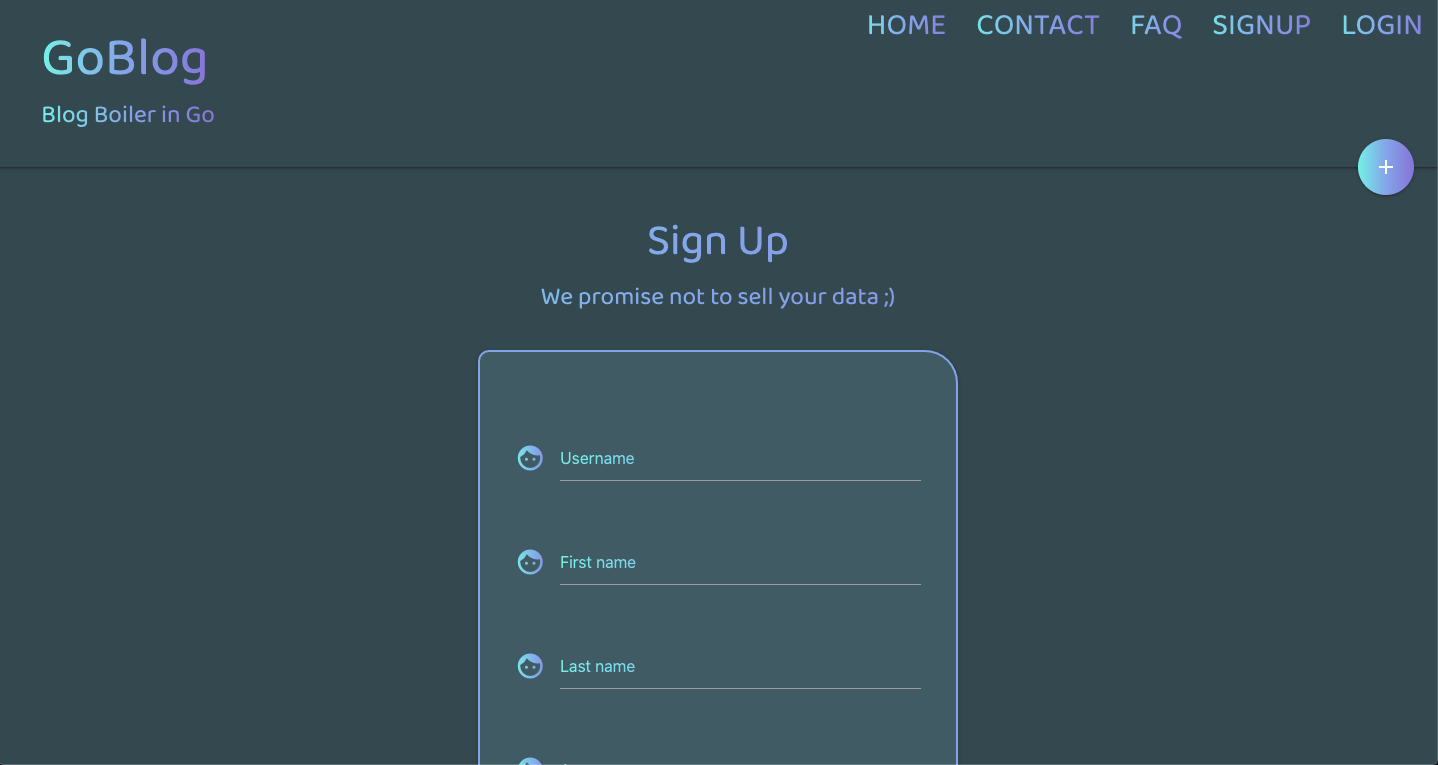 HOME CONTACT FAQ SIGNUP LOGIN
GoBlog
Blog Boiler in Go
+
Sign Up
We promise not to sell your data ;)
Username
First name
Last name